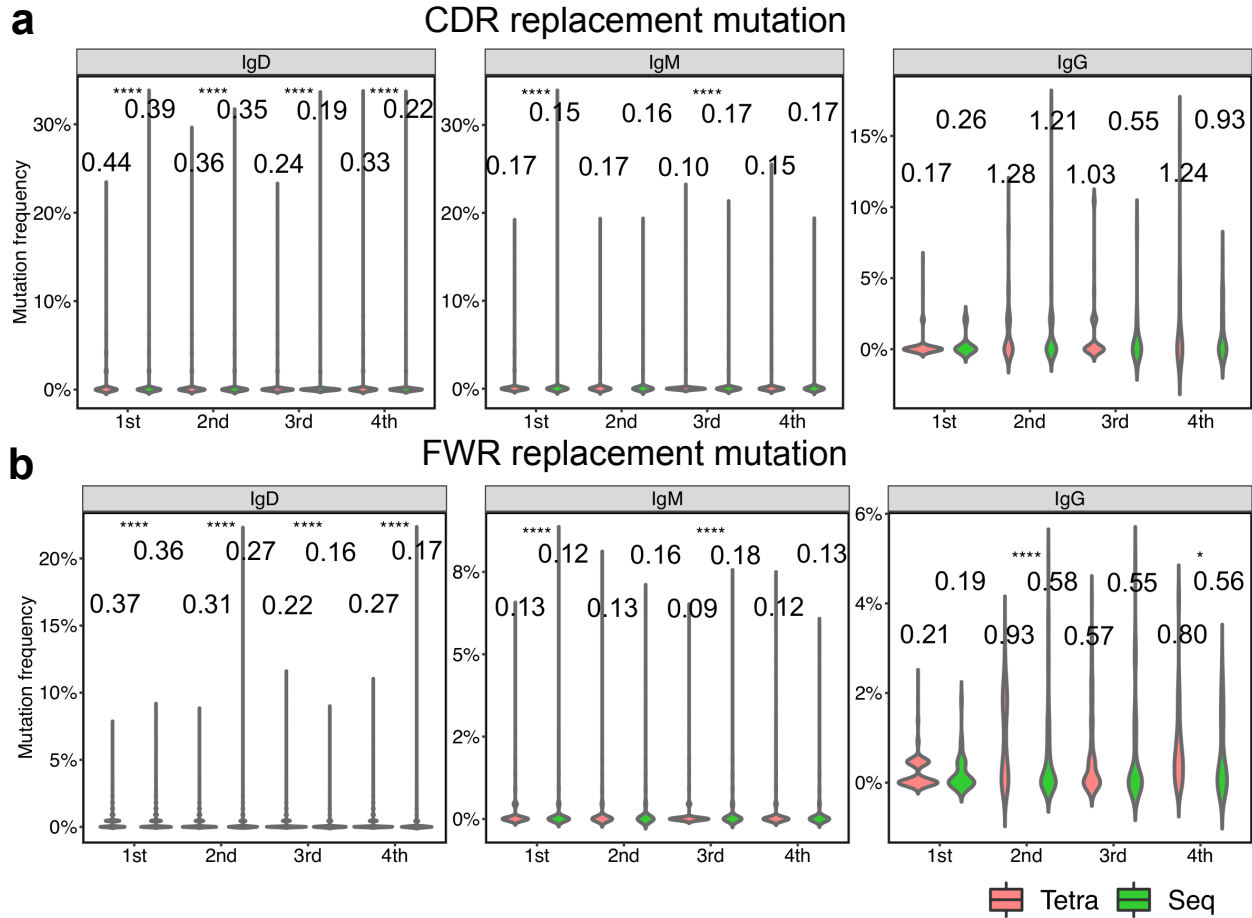 a
CDR replacement mutation
IgD
IgM
IgG
Mutation frequency
30%
20%
10%
0%
**** **** **** ****
0.39 0.35 0.19 0.22
0.44 0.36 0.24 0.33
1st 2nd 3rd 4th
30%
20%
10%
0%
**** ****
0.15 0.16 0.17 0.17
0.17 0.17 0.10 0.15
1st 2nd 3rd 4th
15%
10%
5%
0%
0.26 1.21 0.55 0.93
0.17 1.28 1.03 1.24
1st 2nd 3rd 4th
b
FWR replacement mutation
IgD
IgM
IgG
Mutation frequency
20%
15%
10%
5%
0%
**** **** **** ****
0.36 0.27 0.16 0.17
0.37 0.31 0.22 0.27
1st 2nd 3rd 4th
8%
5%
2%
0%
**** ****
0.12 0.16 0.18 0.13
0.13 0.13 0.09 0.12
1st 2nd 3rd 4th
6%
4%
2%
0%
**** *
0.19 0.58 0.55 0.56
0.21 0.93 0.57 0.80
1st 2nd 3rd 4th
Tetra Seq